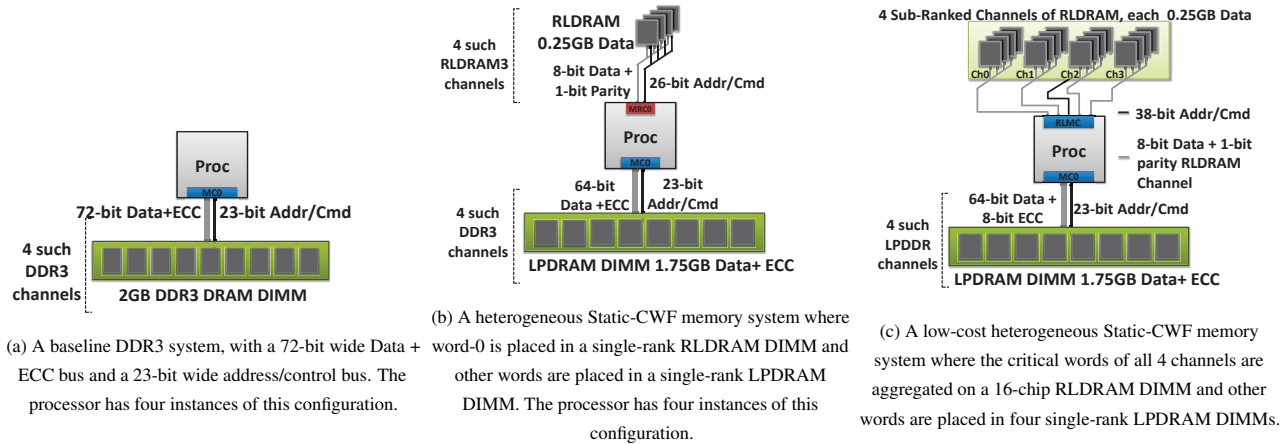 Proc
MC0
72-bit Data+ECC
23-bit Addr/Cmd
4 such
DDR3
channels
2GB DDR3 DRAM DIMM
(a) A baseline DDR3 system, with a 72-bit wide Data +
ECC bus and a 23-bit wide address/control bus. The
processor has four instances of this configuration.
RLDRAM
0.25GB Data
4 such
RLDRAM3
channels
8-bit Data +
1-bit Parity
26-bit Addr/Cmd
MRC0
Proc
MC0
64-bit
Data +ECC
23-bit
Addr/Cmd
4 such
DDR3
channels
LPDRAM DIMM 1.75GB Data+ ECC
(b) A heterogeneous Static-CWF memory system where
word-0 is placed in a single-rank RLDRAM DIMM and
other words are placed in a single-rank LPDRAM
DIMM. The processor has four instances of this
configuration.
4 Sub-Ranked Channels of RLDRAM, each 0.25GB Data
Ch0
Ch1
Ch2
Ch3
38-bit Addr/Cmd
RLMC
Proc
MC0
8-bit Data + 1-bit
parity RLDRAM
Channel
64-bit Data +
8-bit ECC
23-bit Addr/Cmd
4 such
LPDDR
channels
LPDRAM DIMM 1.75GB Data+ ECC
(c) A low-cost heterogeneous Static-CWF memory
system where the critical words of all 4 channels are
aggregated on a 16-chip RLDRAM DIMM and other
words are placed in four single-rank LPDRAM DIMMs.